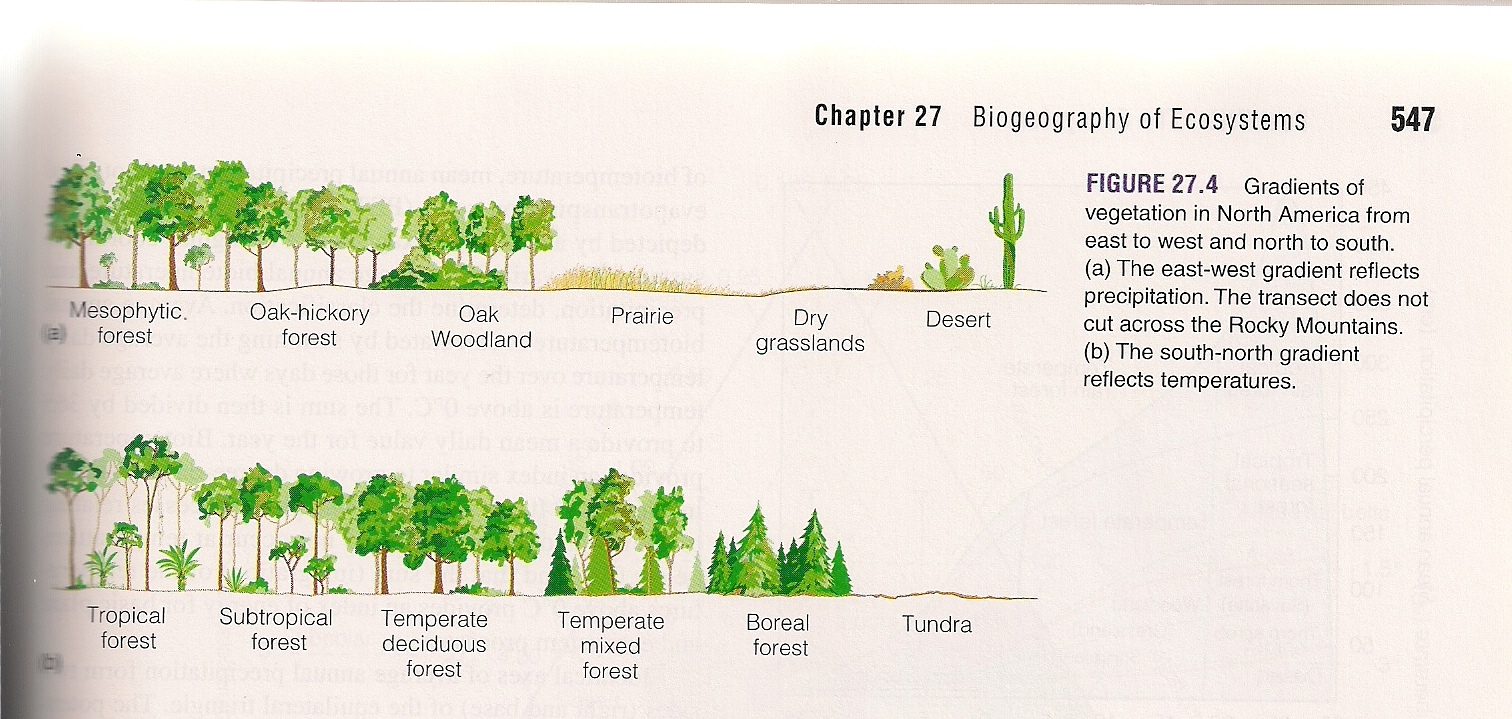 Chapter 27 Biogeography of Ecosystems 547
FIGURE 27.4 Gradients of
vegetation in North America from
east to west and north to south.
(a) The east-west gradient reflects
precipitation. The transect does not
cut across the Rocky Mountains.
(b) The south-north gradient
reflects temperatures.
Mesophytic forest
Oak-hickory forest
Oak Woodland
Prairie
Dry grasslands
Desert
(a)
Tropical forest
Subtropical forest
Temperate deciduous forest
Temperate mixed forest
Boreal forest
Tundra
(b)